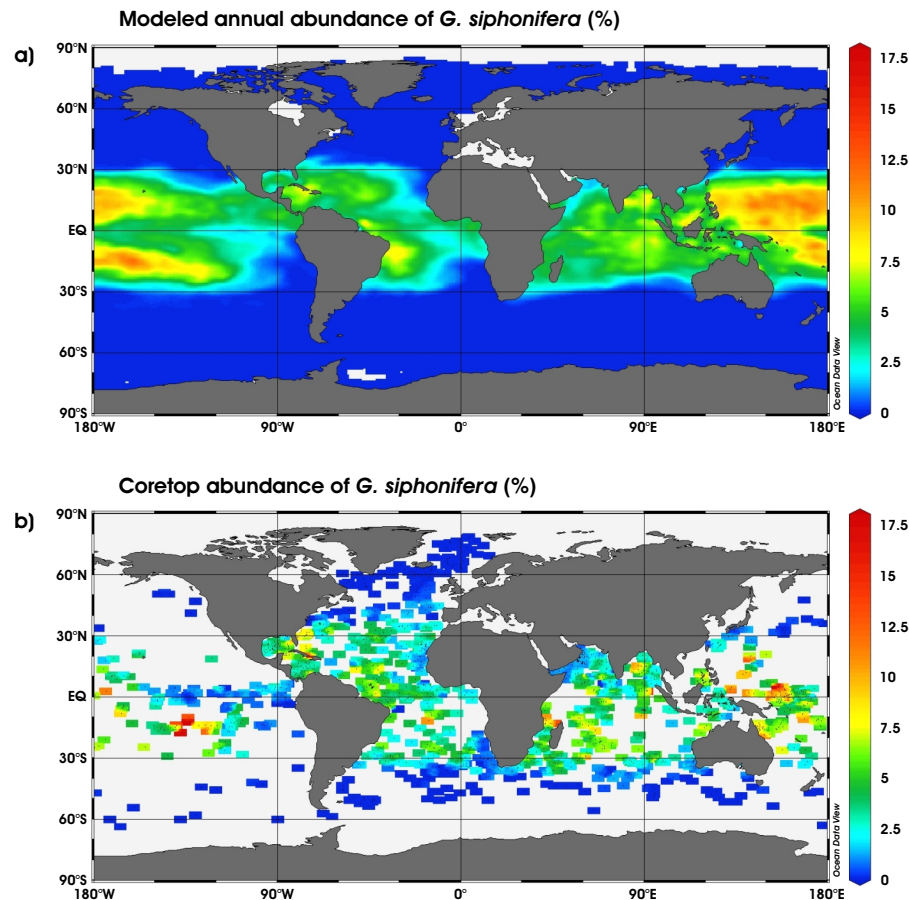 Modeled annual abundance of G. siphonifera (%)
a)
90°N
60°N
30°N
EQ
30°S
60°S
90°S
180°W
90°W
0°
90°E
180°E
Ocean Data View
17.5
15
12.5
10
7.5
5
2.5
0
Coretop abundance of G. siphonifera (%)
b)
90°N
60°N
30°N
EQ
30°S
60°S
90°S
180°W
90°W
0°
90°E
180°E
Ocean Data View
17.5
15
12.5
10
7.5
5
2.5
0